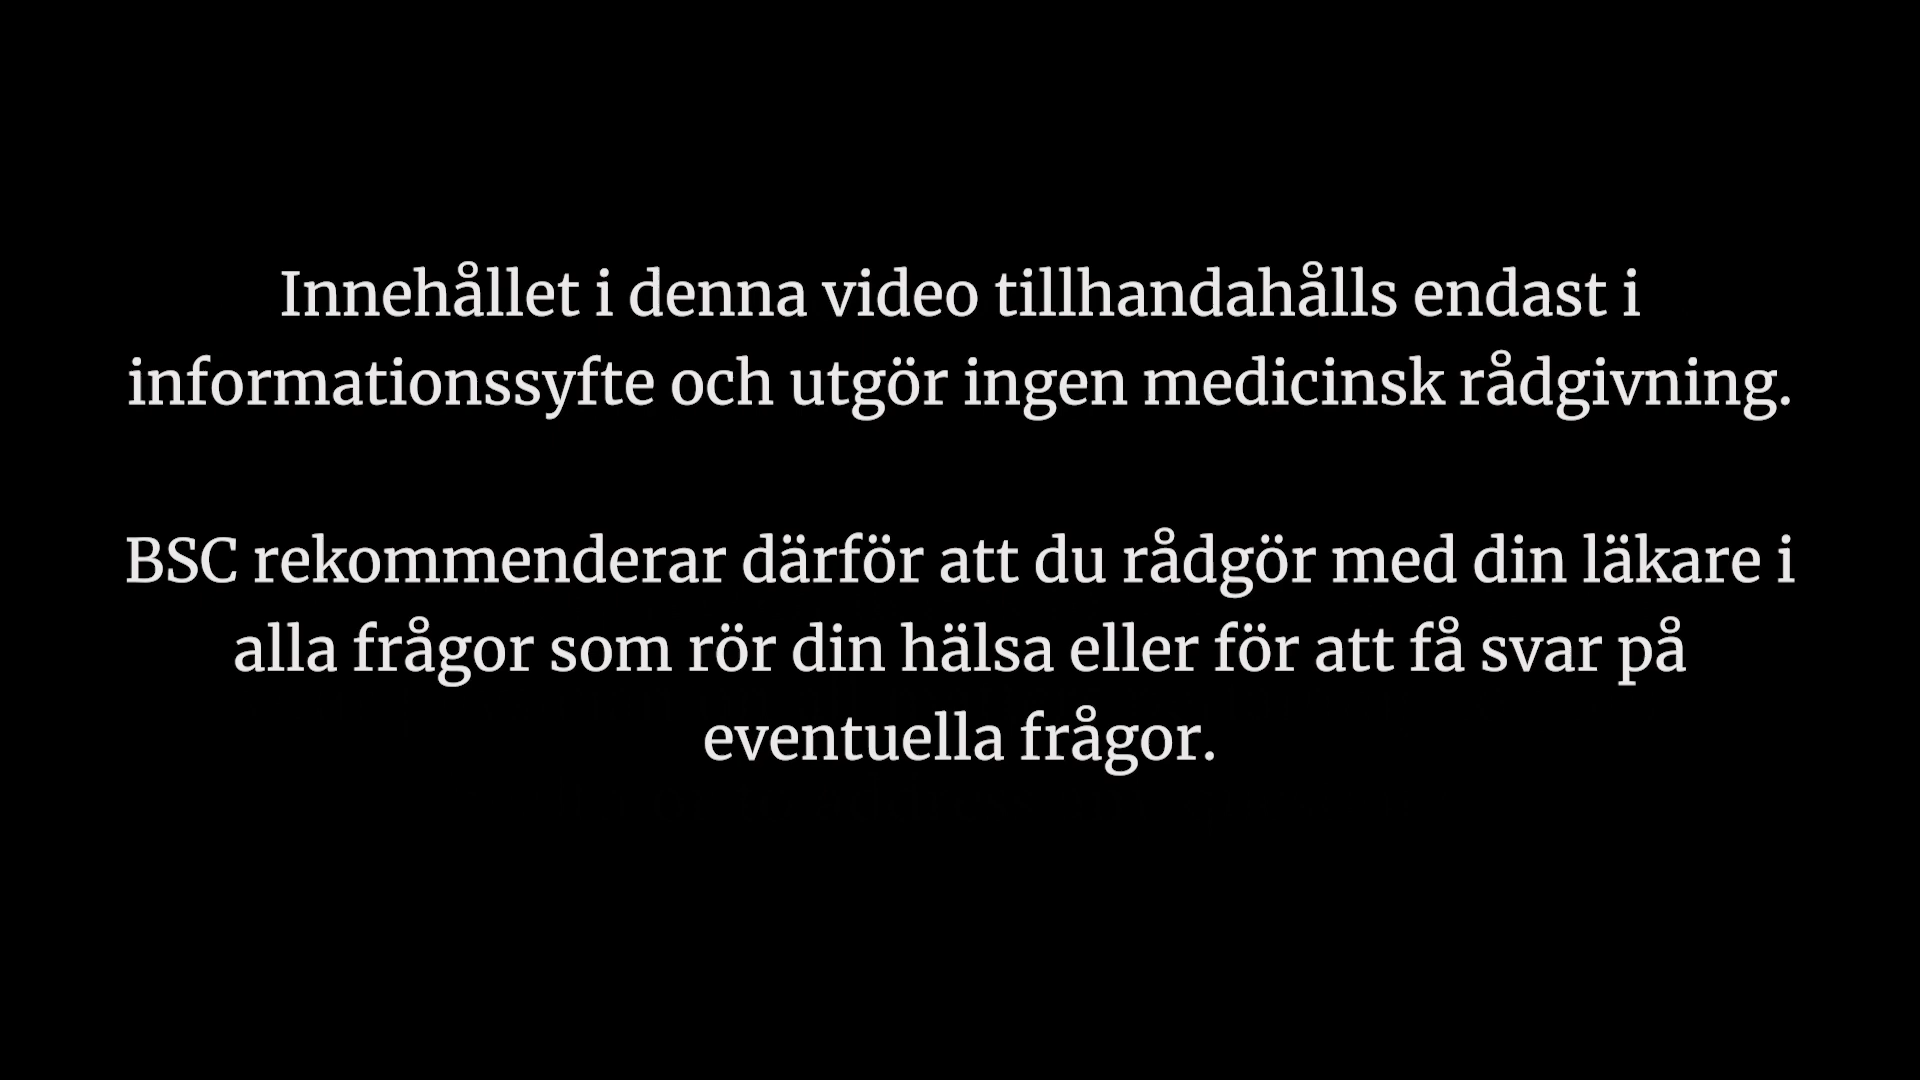 Innehållet i denna video tillhandahålls endast i
informationssyfte och utgör ingen medicinsk rådgivning.
BSC rekommenderar därför att du rådgör med din läkare i
alla frågor som rör din hälsa eller för att få svar på
eventuella frågor.